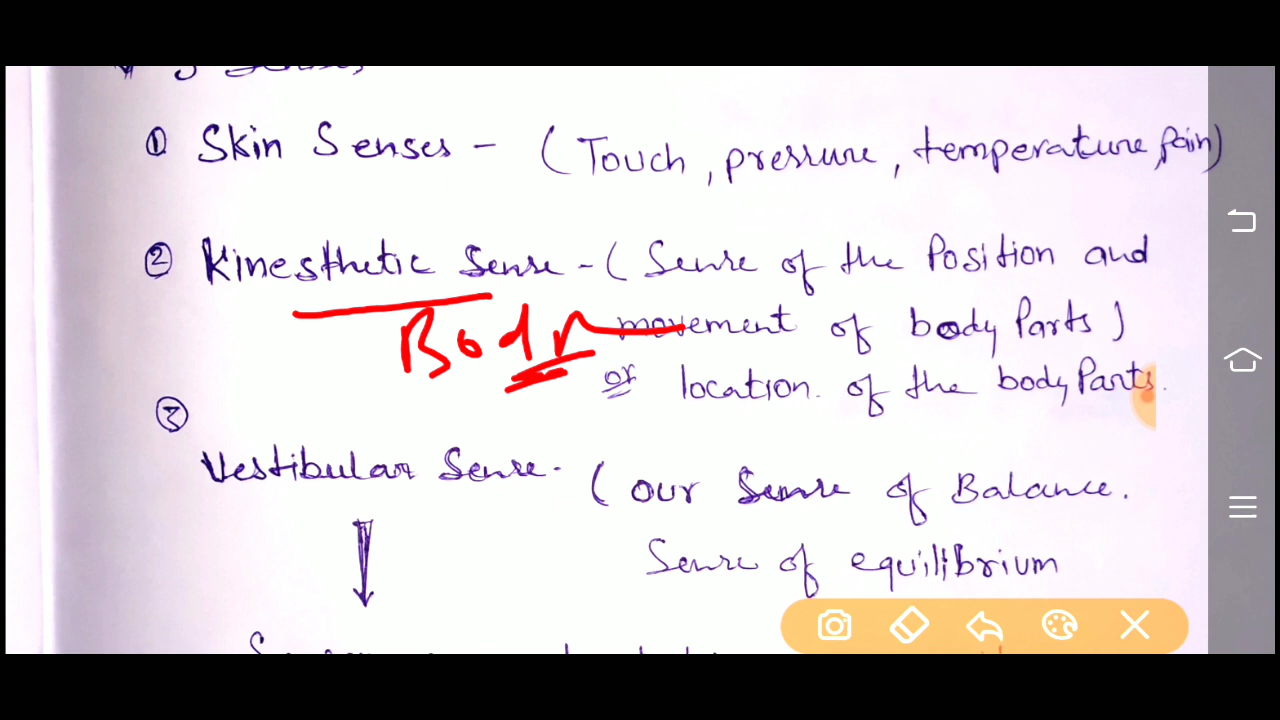 ① Skin Senses - (Touch, pressure, temperature, pain)
② Kinesthetic Sense - (Sense of the Position and
movement of body Parts)
Body
or location of the body Parts.
③
Vestibular Sense - (our Sense of Balance.
Sense of equilibrium